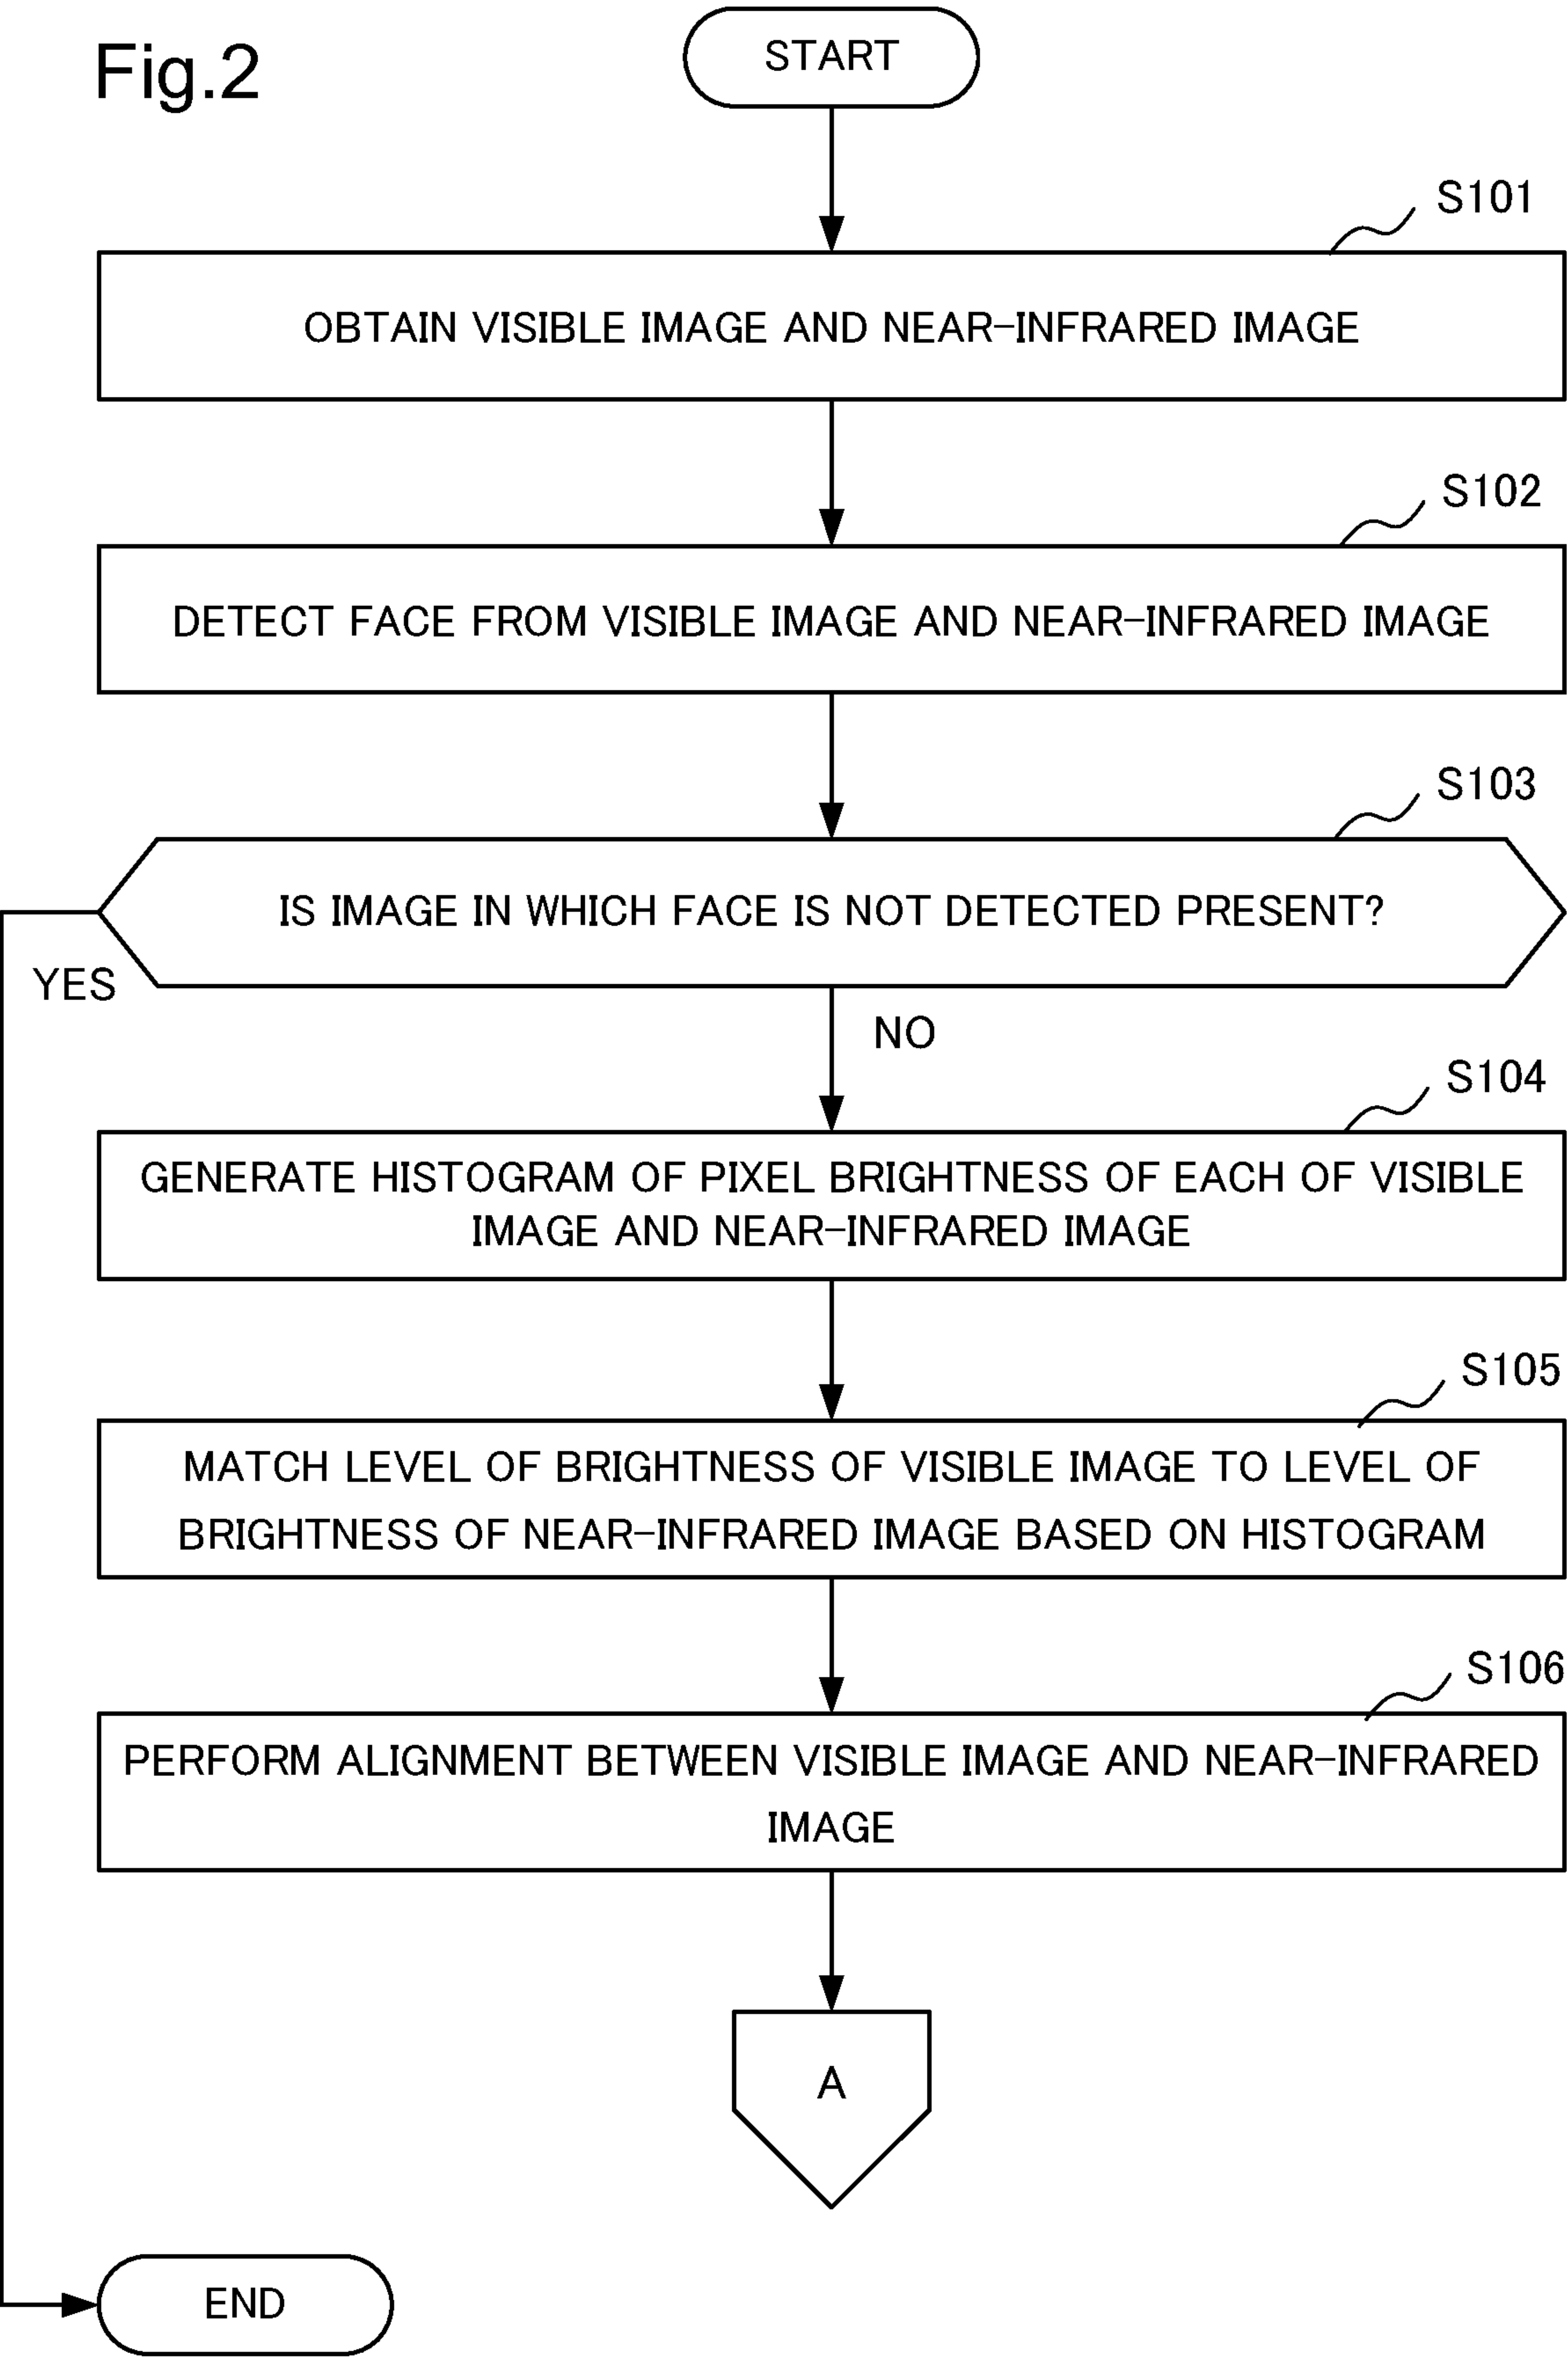 Fig.2
START
S101
OBTAIN VISIBLE IMAGE AND NEAR-INFRARED IMAGE
S102
DETECT FACE FROM VISIBLE IMAGE AND NEAR-INFRARED IMAGE
S103
IS IMAGE IN WHICH FACE IS NOT DETECTED PRESENT?
YES
NO
S104
GENERATE HISTOGRAM OF PIXEL BRIGHTNESS OF EACH OF VISIBLE
IMAGE AND NEAR-INFRARED IMAGE
S105
MATCH LEVEL OF BRIGHTNESS OF VISIBLE IMAGE TO LEVEL OF
BRIGHTNESS OF NEAR-INFRARED IMAGE BASED ON HISTOGRAM
S106
PERFORM ALIGNMENT BETWEEN VISIBLE IMAGE AND NEAR-INFRARED
IMAGE
A
END